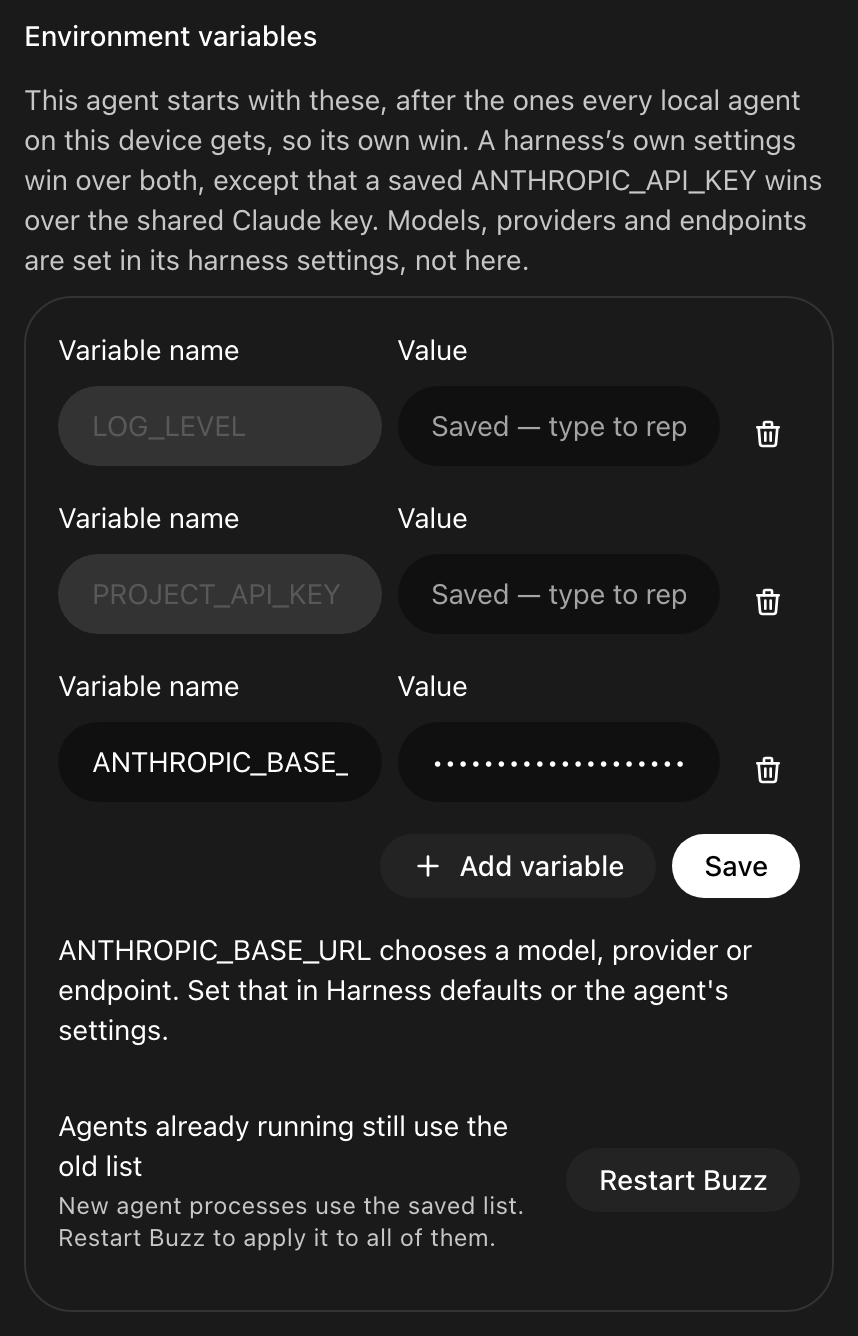 Environment variables
This agent starts with these, after the ones every local agent
on this device gets, so its own win. A harness’s own settings
win over both, except that a saved ANTHROPIC_API_KEY wins
over the shared Claude key. Models, providers and endpoints
are set in its harness settings, not here.
Variable name Value
LOG_LEVEL Saved — type to rep
Variable name Value
PROJECT_API_KEY Saved — type to rep
Variable name Value
ANTHROPIC_BASE_ ••••••••••••••••••••
+ Add variable Save
ANTHROPIC_BASE_URL chooses a model, provider or
endpoint. Set that in Harness defaults or the agent's
settings.
Agents already running still use the
old list
New agent processes use the saved list.
Restart Buzz to apply it to all of them.
Restart Buzz